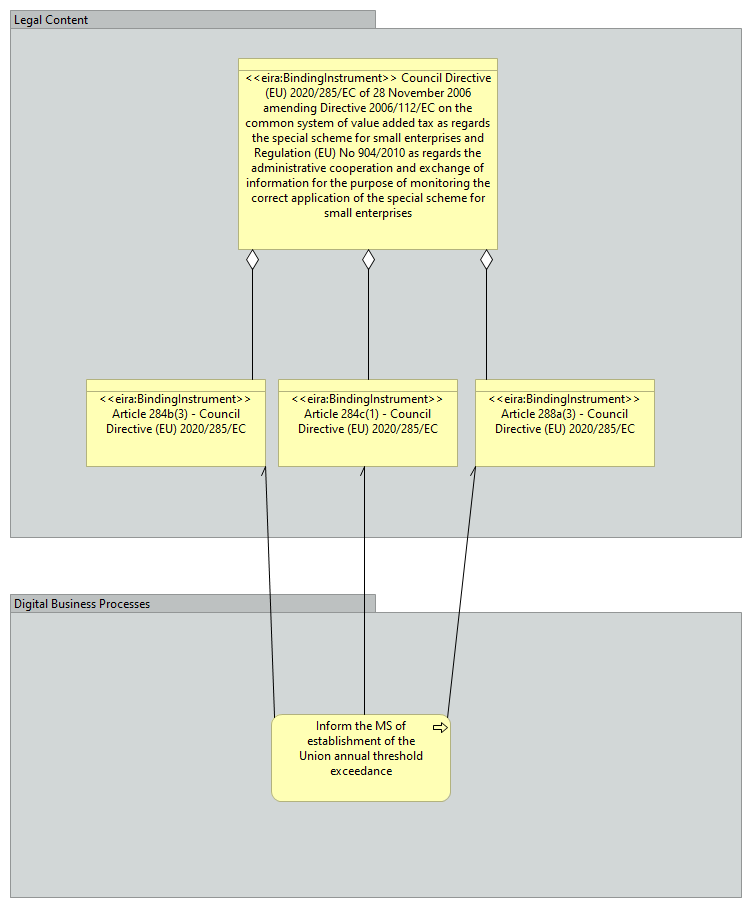 Legal Content
<<eira:BindingInstrument>> Council Directive
(EU) 2020/285/EC of 28 November 2006
amending Directive 2006/112/EC on the
common system of value added tax as regards
the special scheme for small enterprises and
Regulation (EU) No 904/2010 as regards the
administrative cooperation and exchange of
information for the purpose of monitoring the
correct application of the special scheme for
small enterprises
<<eira:BindingInstrument>>
Article 284b(3) - Council
Directive (EU) 2020/285/EC
<<eira:BindingInstrument>>
Article 284c(1) - Council
Directive (EU) 2020/285/EC
<<eira:BindingInstrument>>
Article 288a(3) - Council
Directive (EU) 2020/285/EC
Digital Business Processes
Inform the MS of
establishment of the
Union annual threshold
exceedance